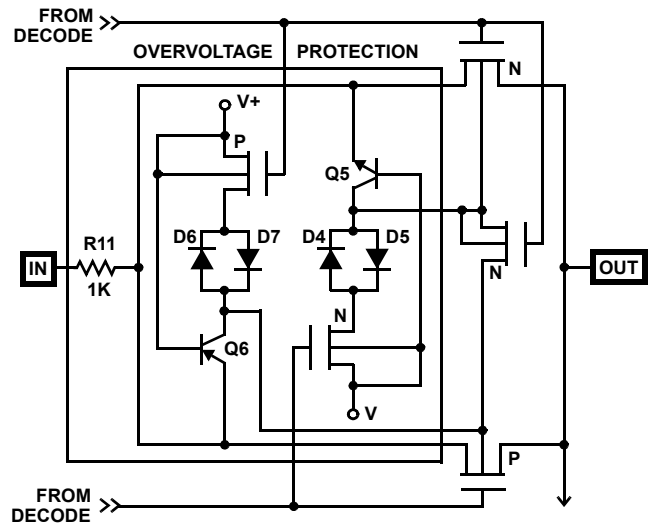 FROM
DECODE
OVERVOLTAGE PROTECTION
N
V+
P
Q5
D6 D7 D4 D5
R11
IN
1K
N
OUT
N
Q6
V
P
FROM
DECODE